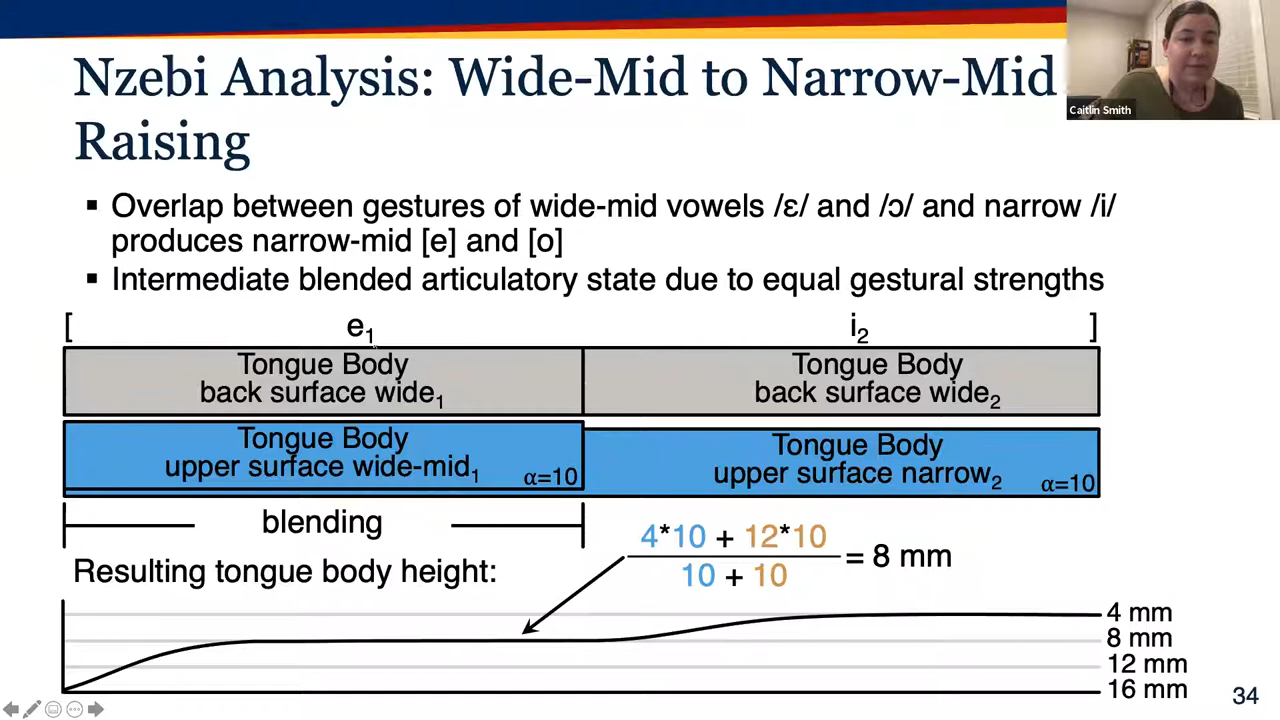 Nzebi Analysis: Wide-Mid to Narrow-Mid
Raising
Caitlin Smith
▪ Overlap between gestures of wide-mid vowels /ɛ/ and /ɔ/ and narrow /i/
produces narrow-mid [e] and [o]
▪ Intermediate blended articulatory state due to equal gestural strengths
[ e₁ i₂ ]
Tongue Body
back surface wide₁
Tongue Body
back surface wide₂
Tongue Body
upper surface wide-mid₁ α=10
Tongue Body
upper surface narrow₂ α=10
blending
4*10 + 12*10
10 + 10
= 8 mm
Resulting tongue body height:
4 mm
8 mm
12 mm
16 mm
34